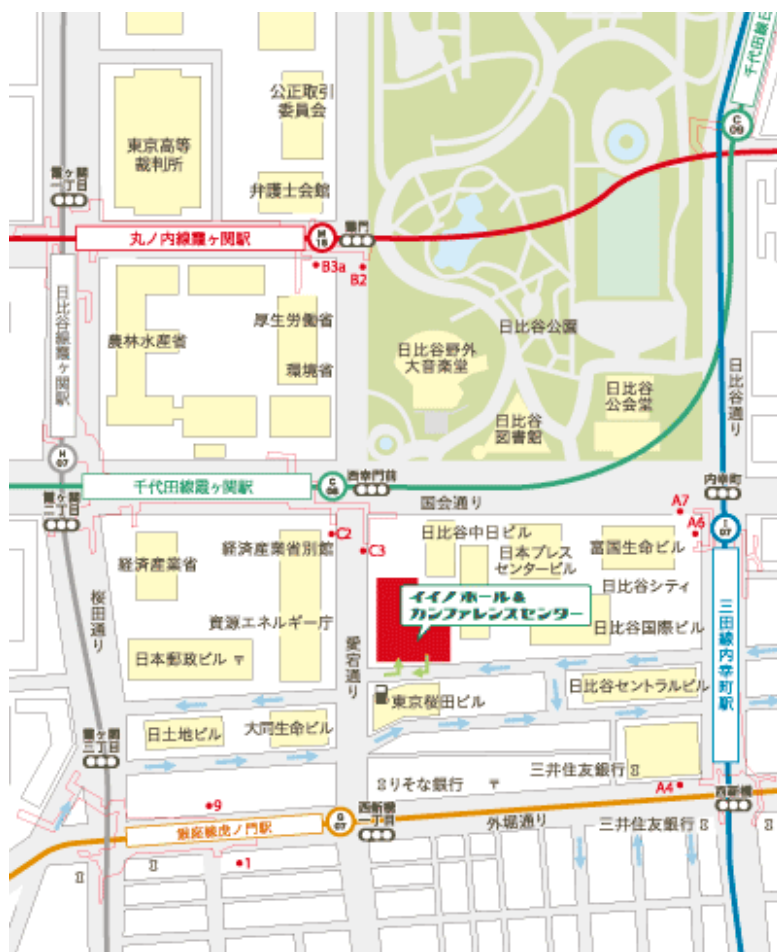 千代田線日
C
09
公正取引
委員会
東京高等
裁判所
霞ヶ関
一丁目
弁護士会館
丸ノ内線霞ヶ関駅
M
15
霞門
B3a
B2
日比谷線霞ヶ関駅
厚生労働省
農林水産省
環境省
日比谷公園
日比谷野外
大音楽堂
日比谷
公会堂
日比谷
図書館
日比谷通り
H
07
千代田線霞ヶ関駅
C
08
西幸門前
国会通り
内幸町
霞ヶ関
二丁目
A7
A6
I
07
C2
C3
経済産業省
経済産業省別館
日比谷中日ビル
日本プレス
センタービル
富国生命ビル
日比谷シティ
イイノホール&
カンファレンスセンター
桜田通り
資源エネルギー庁
愛宕通り
日比谷国際ビル
三田線内幸町駅
日本郵政ビル 〒
日比谷セントラルビル
東京桜田ビル
日土地ビル
大同生命ビル
霞ヶ関
三丁目
三井住友銀行
りそな銀行
〒
A4
9
銀座線虎ノ門駅
G
07
西新橋
一丁目
外堀通り
三井住友銀行
西新橋
1